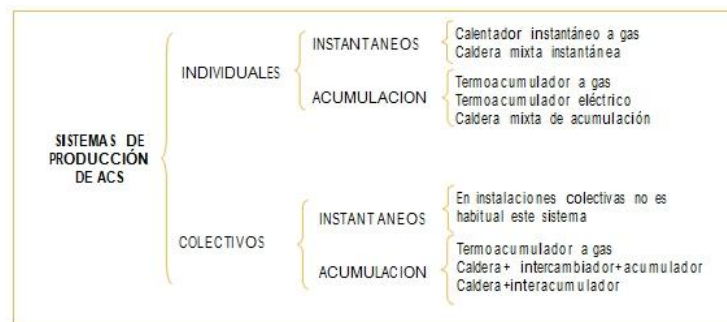 SISTEMAS DE
PRODUCCIÓN
DE ACS
INDIVIDUALES
INSTANTANEOS
Calentador instantáneo a gas
Caldera mixta instantánea
ACUMULACION
Termoacumulador a gas
Termoacumulador eléctrico
Caldera mixta de acumulación
COLECTIVOS
INSTANTANEOS
En instalaciones colectivas no es
habitual este sistema
ACUMULACION
Termoacumulador a gas
Caldera+ intercambiador+acumulador
Caldera+interacumulador